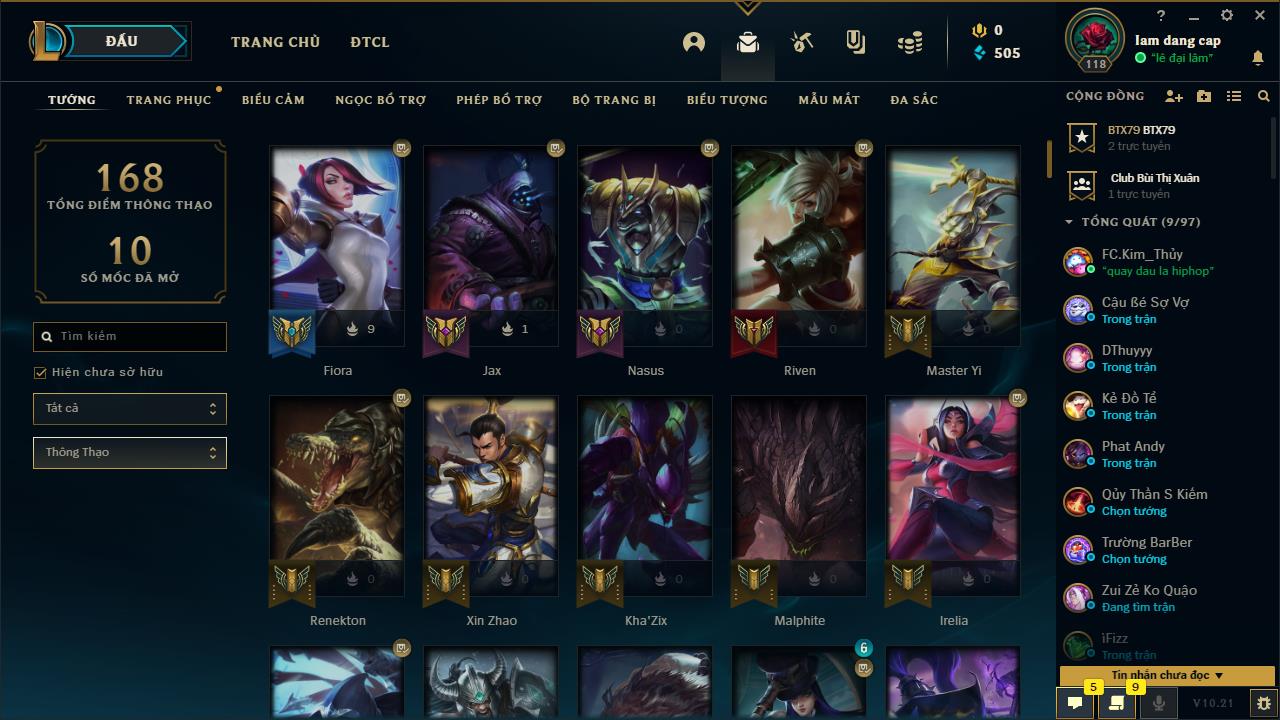 ĐẤU
TRANG CHỦ
ĐTCL
0
505
?
118
Iam dang cap
“lê đại lâm”
TƯỚNG
TRANG PHỤC
BIỂU CẢM
NGỌC BỔ TRỢ
PHÉP BỔ TRỢ
BỘ TRANG BỊ
BIỂU TƯỢNG
MẪU MẮT
ĐA SẮC
168
TỔNG ĐIỂM THÔNG THẠO
10
SỐ MỐC ĐÃ MỞ
Tìm kiếm
Hiện chưa sở hữu
Tất cả
Thông Thạo
9
1
0
0
0
Fiora
Jax
Nasus
Riven
Master Yi
0
0
0
0
0
Renekton
Xin Zhao
Kha'Zix
Malphite
Irelia
6
CỘNG ĐỒNG
BTX79 BTX79
2 trực tuyến
Club Bùi Thị Xuân
1 trực tuyến
TỔNG QUÁT (9/97)
FC.Kim_Thủy
“quay dau la hiphop”
Cậu ßé Sợ Vợ
Trong trận
DThuyyy
Trong trận
Kẻ Đồ Tể
Trong trận
Phat Andy
Trong trận
Qủy Thần S Kiếm
Chọn tướng
Trường BarBer
Chọn tướng
Zui Zẻ Ko Quậo
Đang tìm trận
ìFizz
Trong trận
Tin nhắn chưa đọc
5
9
V10.21